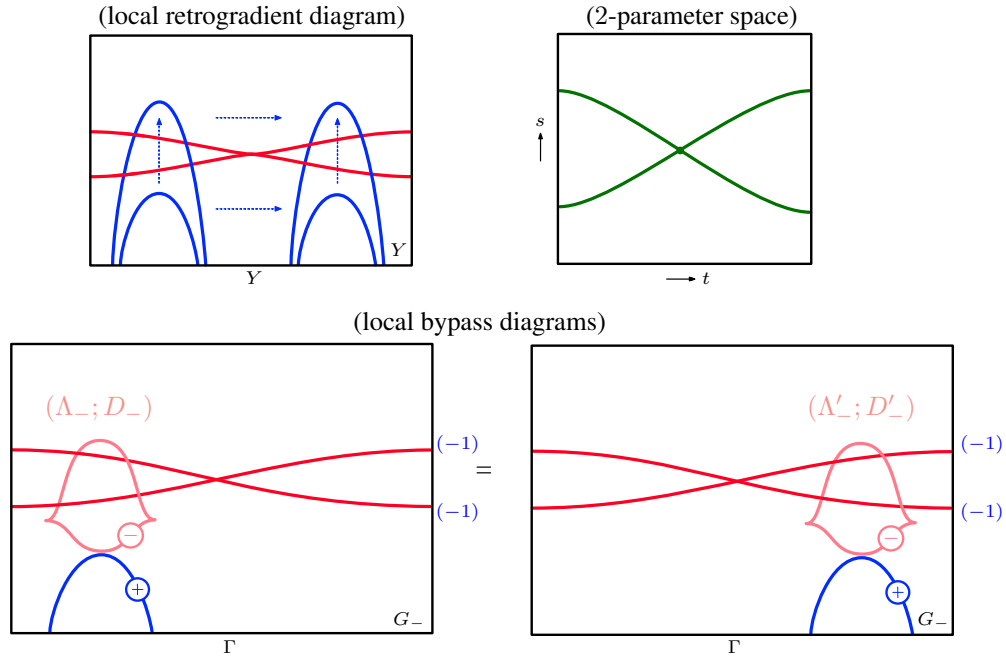 (local retrogradient diagram)
(2-parameter space)
s
Y
Y
t
(local bypass diagrams)
(Λ₋; D₋)
(Λ′₋; D′₋)
(−1)
(−1)
=
(−1)
(−1)
−
−
+
+
G₋
G₋
Γ
Γ